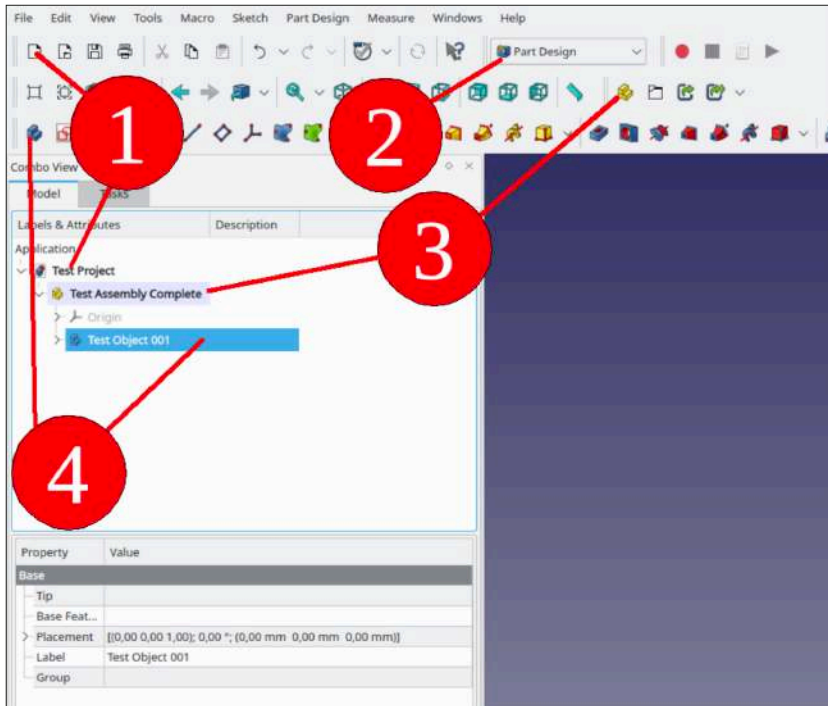 File Edit View Tools Macro Sketch Part Design Measure Windows Help
Part Design
1
2
Combo View
Model Tasks
Labels & Attributes Description
3
Application
Test Project
Test Assembly Complete
Origin
Test Object 001
4
Property Value
Base
Tip
Base Feat...
Placement [(0,00 0,00 1,00); 0,00 °; (0,00 mm 0,00 mm 0,00 mm)]
Label Test Object 001
Group